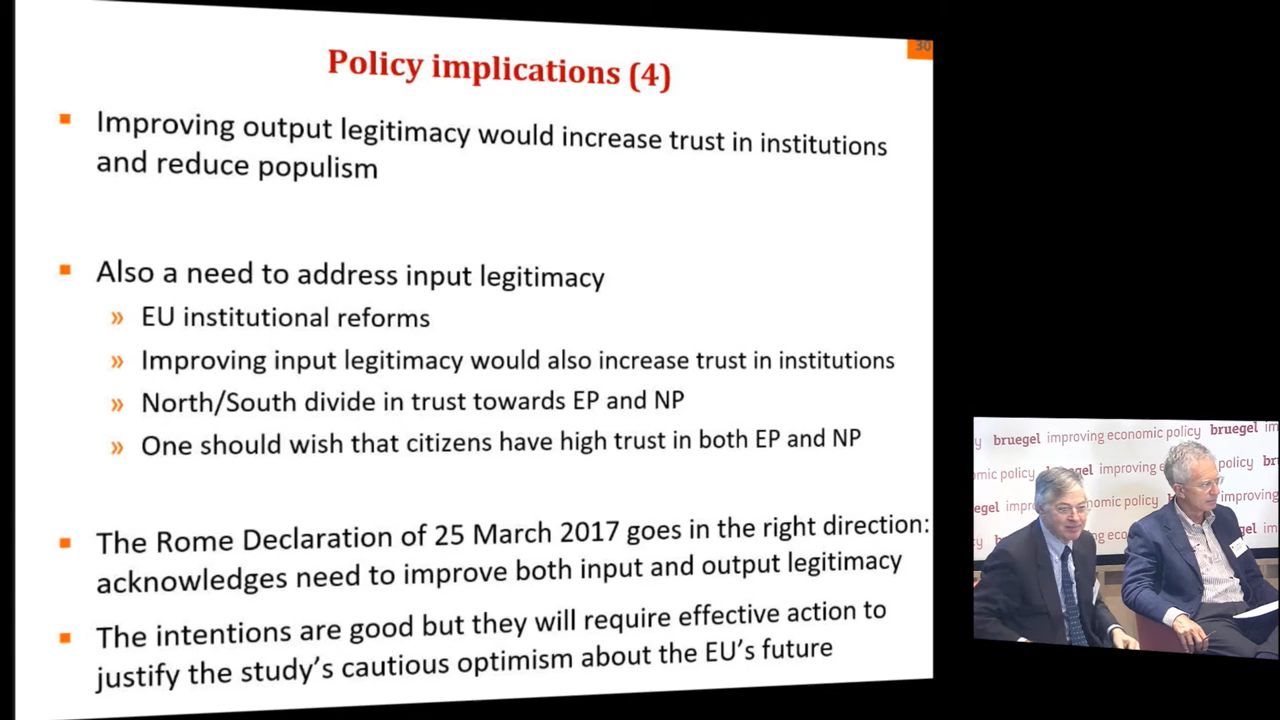 30
Policy implications (4)
Improving output legitimacy would increase trust in institutions
and reduce populism
Also a need to address input legitimacy
» EU institutional reforms
» Improving input legitimacy would also increase trust in institutions
» North/South divide in trust towards EP and NP
» One should wish that citizens have high trust in both EP and NP
The Rome Declaration of 25 March 2017 goes in the right direction:
acknowledges need to improve both input and output legitimacy
The intentions are good but they will require effective action to
justify the study's cautious optimism about the EU's future
bruegel improving economic policy bruegel
policy improving
bruegel
improving